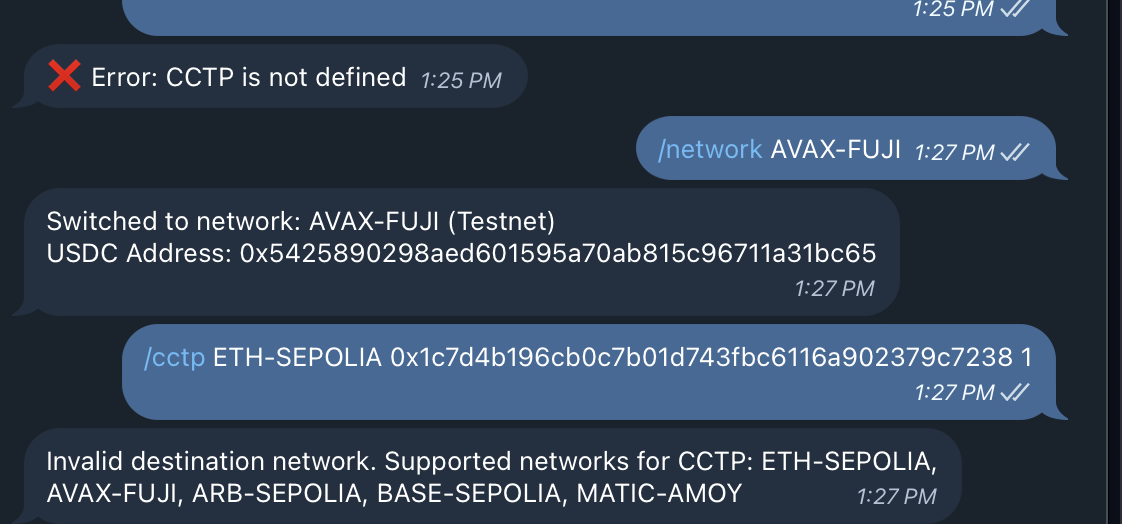 1:25 PM
❌ Error: CCTP is not defined 1:25 PM
/network AVAX-FUJI 1:27 PM
Switched to network: AVAX-FUJI (Testnet)
USDC Address: 0x5425890298aed601595a70ab815c96711a31bc65
1:27 PM
/cctp ETH-SEPOLIA 0x1c7d4b196cb0c7b01d743fbc6116a902379c7238 1
1:27 PM
Invalid destination network. Supported networks for CCTP: ETH-SEPOLIA,
AVAX-FUJI, ARB-SEPOLIA, BASE-SEPOLIA, MATIC-AMOY 1:27 PM